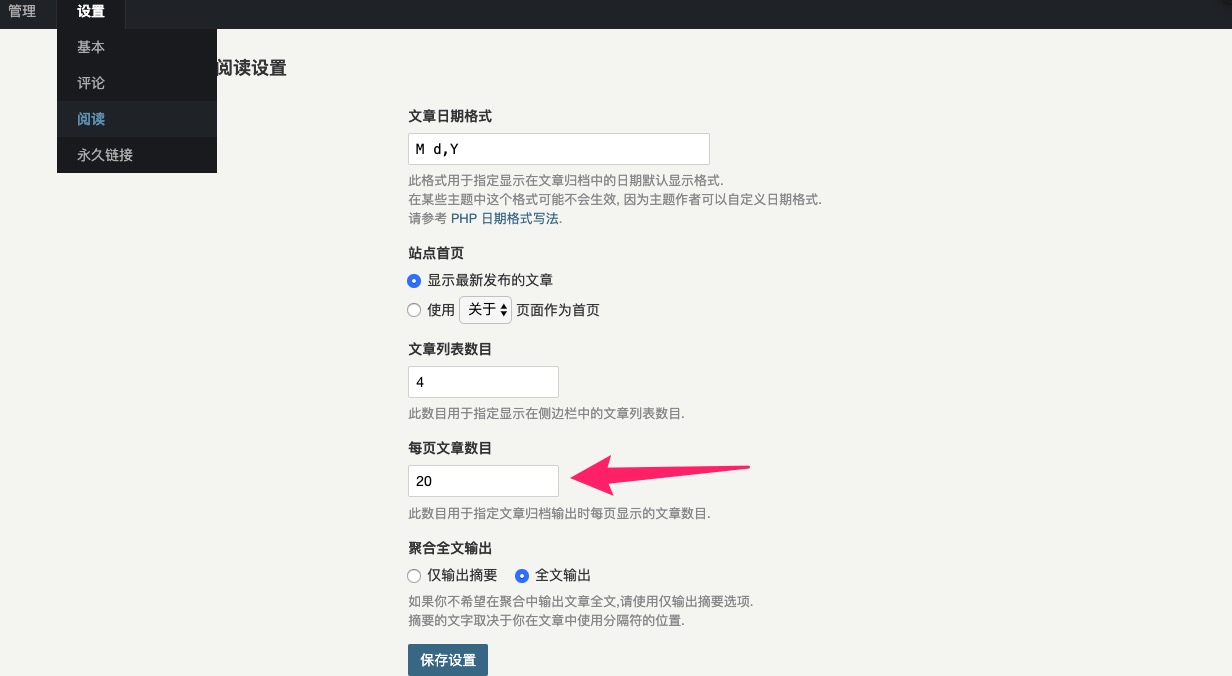 管理
设置
基本
评论
阅读
永久链接
阅读设置
文章日期格式
M d,Y
此格式用于指定显示在文章归档中的日期默认显示格式.
在某些主题中这个格式可能不会生效, 因为主题作者可以自定义日期格式.
请参考 PHP 日期格式写法.
站点首页
显示最新发布的文章
使用 关于 页面作为首页
文章列表数目
4
此数目用于指定显示在侧边栏中的文章列表数目.
每页文章数目
20
此数目用于指定文章归档输出时每页显示的文章数目.
聚合全文输出
仅输出摘要 全文输出
如果你不希望在聚合中输出文章全文,请使用仅输出摘要选项.
摘要的文字取决于你在文章中使用分隔符的位置.
保存设置